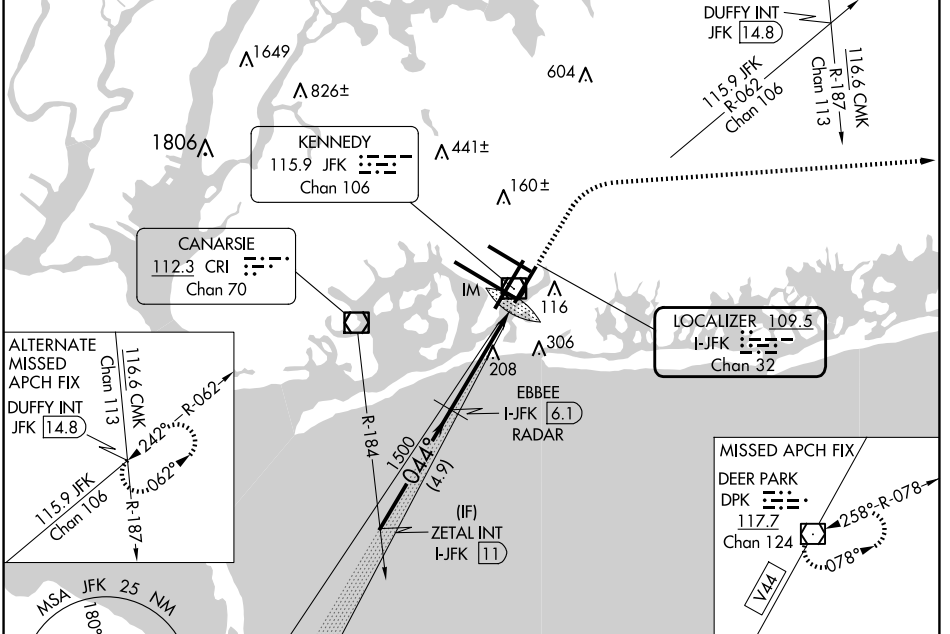 DUFFY INT
JFK 14.8
115.9 JFK
R-062
Chan 106
116.6 CMK
R-187
Chan 113
1649
826±
604
1806
441±
160±
KENNEDY
115.9 JFK
Chan 106
CANARSIE
112.3 CRI
Chan 70
IM
116
LOCALIZER 109.5
I-JFK
Chan 32
208
306
EBBEE
I-JFK 6.1
RADAR
R-184
1500
044°
(4.9)
(IF)
ZETAL INT
I-JFK 11
ALTERNATE
MISSED
APCH FIX
DUFFY INT
JFK 14.8
116.6 CMK
Chan 113
242°
R-062
062°
115.9 JFK
Chan 106
R-187
MISSED APCH FIX
DEER PARK
DPK
117.7
Chan 124
258°
R-078
078°
V44
MSA JFK 25 NM
180°